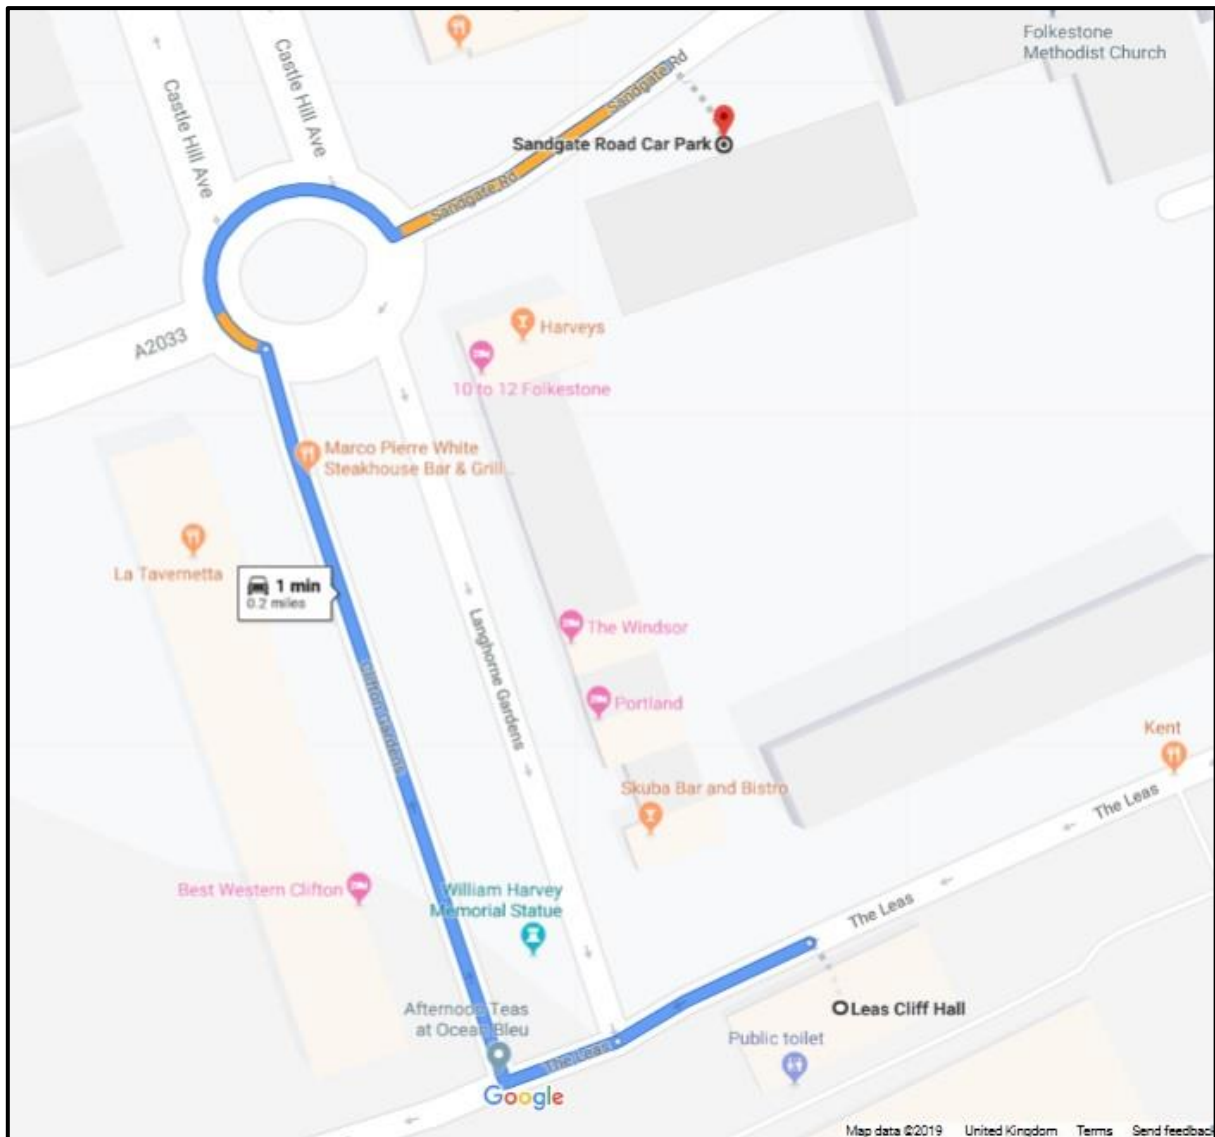 Folkestone
Methodist Church
Castle Hill Ave
Castle Hill Ave
Sandgate Rd
Sandgate Road Car Park
Sandgate Rd
A2033
Harveys
10 to 12 Folkestone
Marco Pierre White
Steakhouse Bar & Grill...
La Tavernetta
1 min
0.2 miles
Langhorne Gardens
The Windsor
Clifton Gardens
Portland
Kent
Skuba Bar and Bistro
The Leas
Best Western Clifton
William Harvey
Memorial Statue
The Leas
Afternoon Teas
at Ocean Bleu
Leas Cliff Hall
Public toilet
The Leas
Google
Map data ©2019 United Kingdom Terms Send feedback